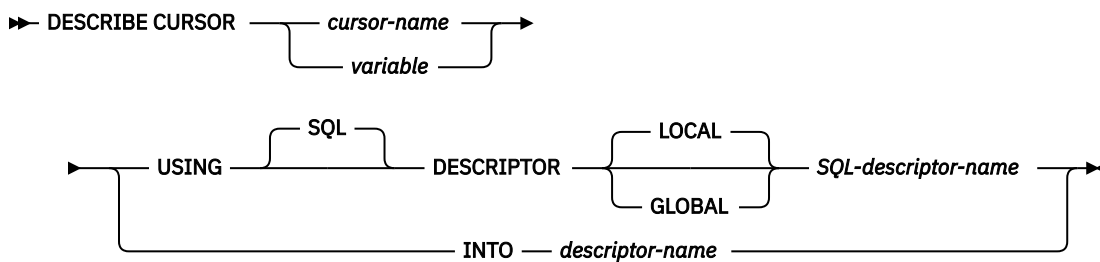 DESCRIBE CURSOR cursor-name
variable
SQL
LOCAL
USING DESCRIPTOR SQL-descriptor-name
GLOBAL
INTO descriptor-name